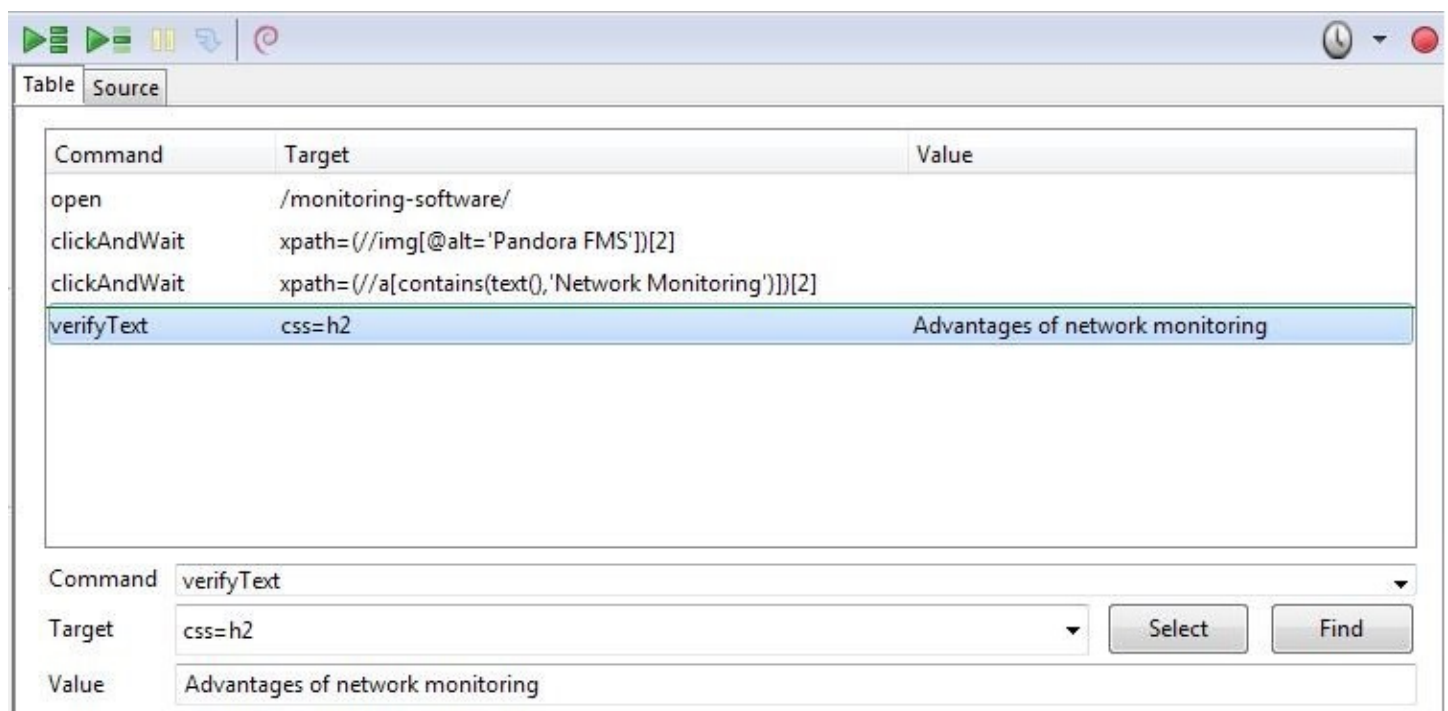 Table Source
Command Target Value
open /monitoring-software/
clickAndWait xpath=(//img[@alt='Pandora FMS'])[2]
clickAndWait xpath=(//a[contains(text(),'Network Monitoring')])[2]
verifyText css=h2 Advantages of network monitoring
Command verifyText
Target css=h2 Select Find
Value Advantages of network monitoring